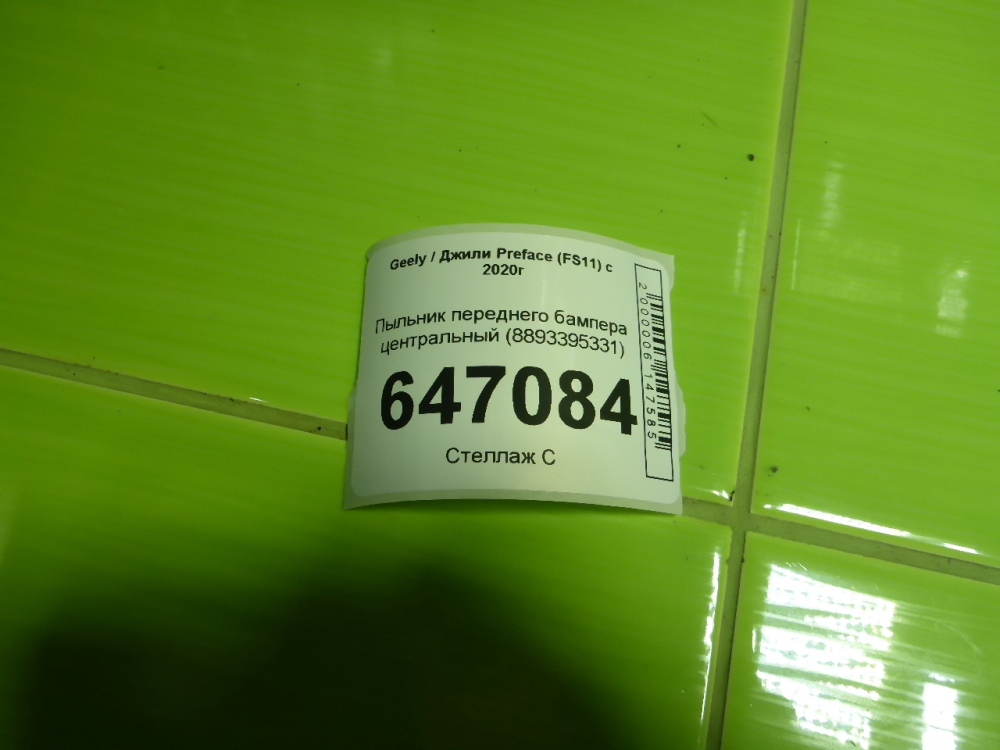 Geely / Джили Preface (FS11) с
2020г
Пыльник переднего бампера
центральный (8893395331)
647084
Стеллаж С
2000006147585